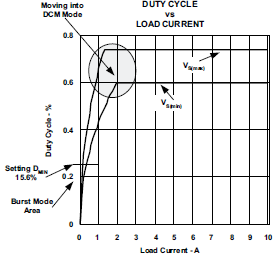 Moving into
DCM Mode
DUTY CYCLE
vs
LOAD CURRENT
0.8
0.6
0.4
0.2
0
Duty Cycle - %
VS(max)
VS(min)
Setting DMIN
15.6%
Burst Mode
Area
0 1 2 3 4 5 6 7 8 9 10
Load Current - A